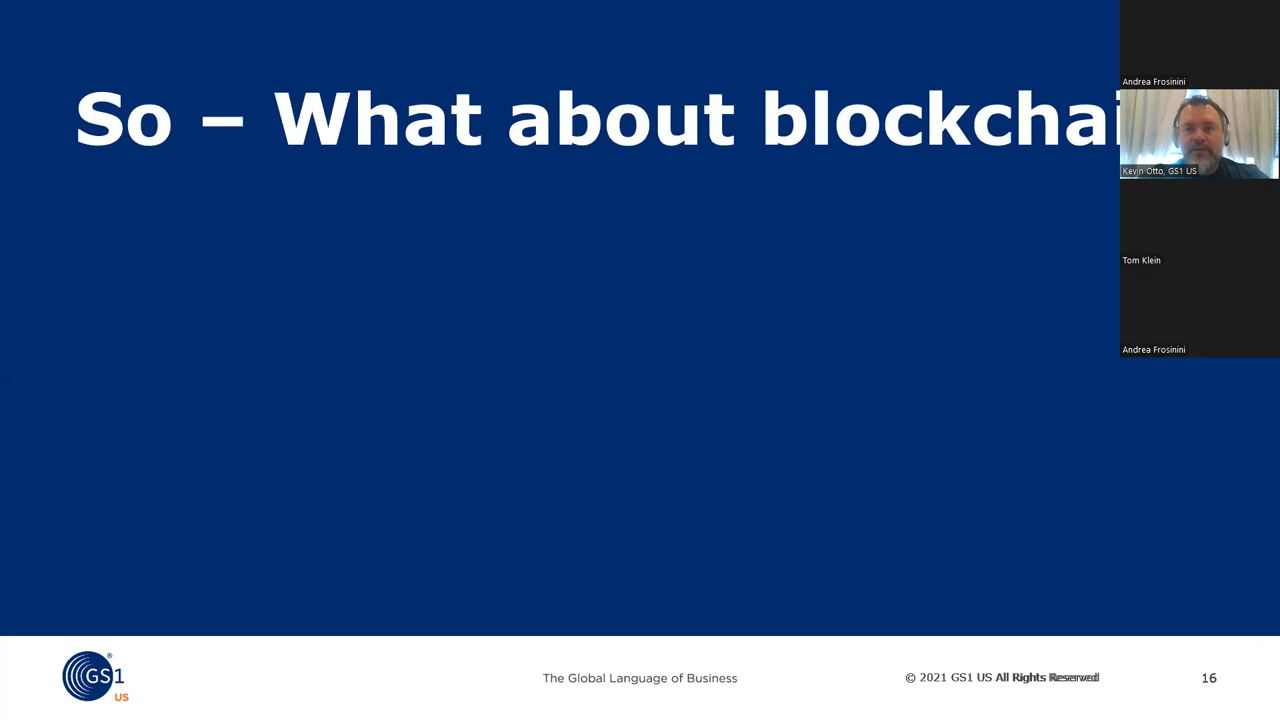 So – What about blockchai
Andrea Frosinini
Kevin Otto, GS1 US
Tom Klein
Andrea Frosinini
GS1
®
US
The Global Language of Business
© 2021 GS1 US All Rights Reserved
16